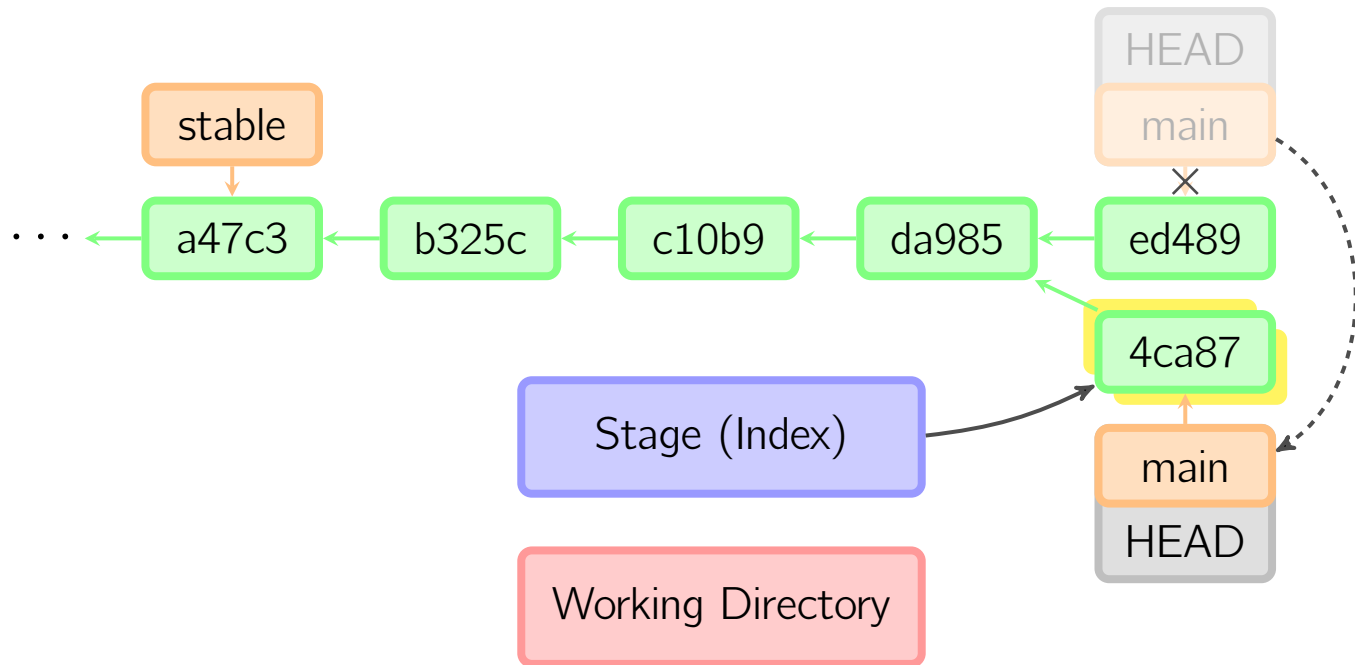 HEAD
main
stable
...
a47c3
b325c
c10b9
da985
ed489
4ca87
Stage (Index)
main
HEAD
Working Directory